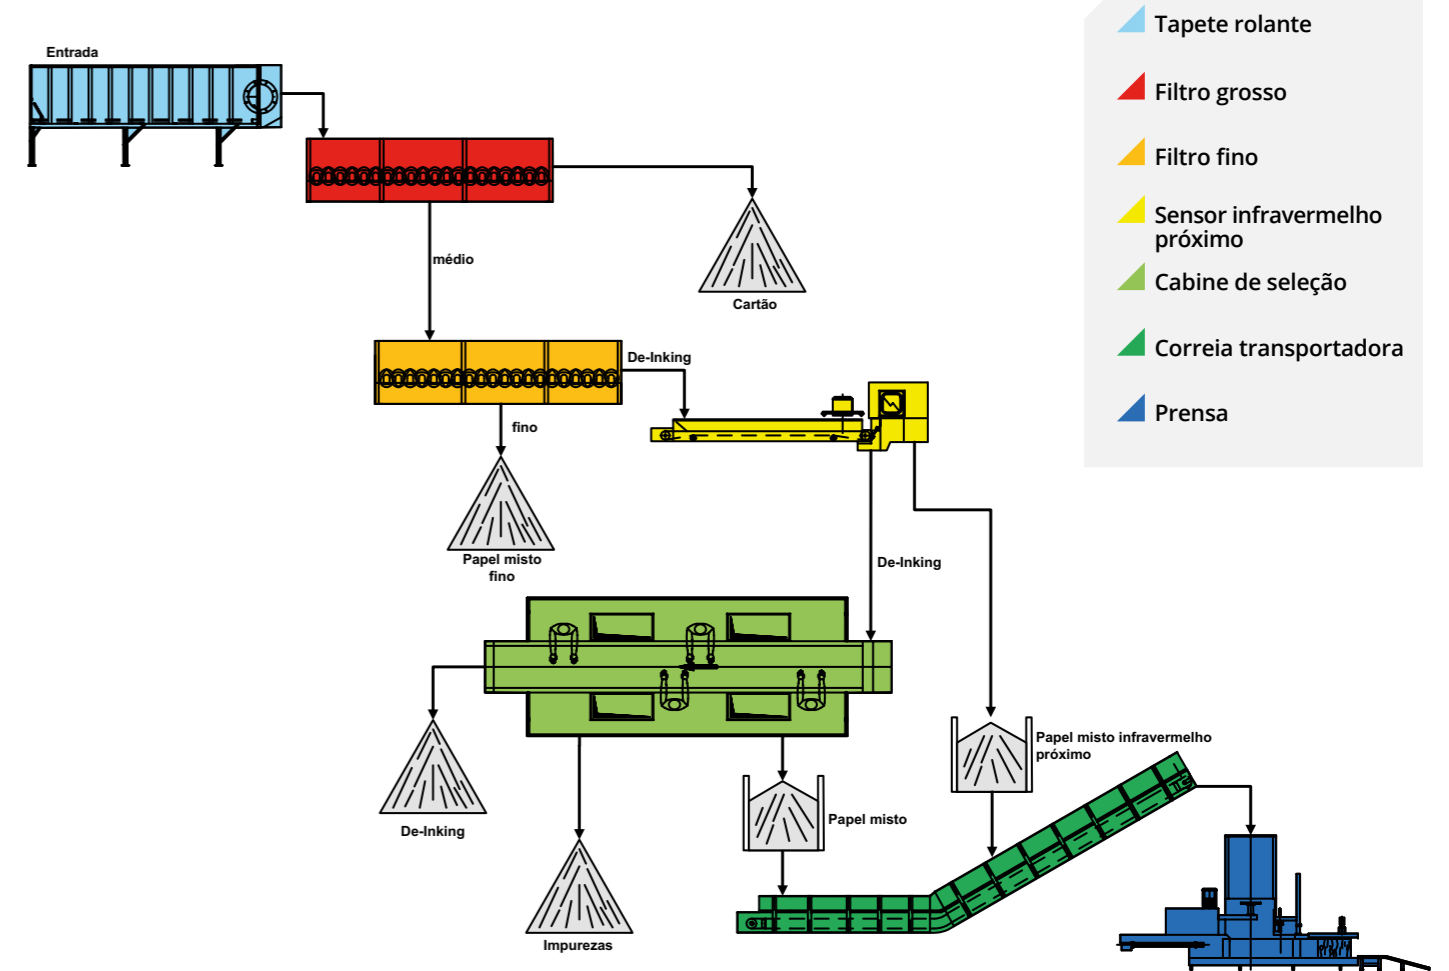 Entrada
médio
Cartão
De-Inking
fino
Papel misto
fino
De-Inking
De-Inking
Impurezas
Papel misto
Papel misto infravermelho
próximo
Tapete rolante
Filtro grosso
Filtro fino
Sensor infravermelho
próximo
Cabine de seleção
Correia transportadora
Prensa